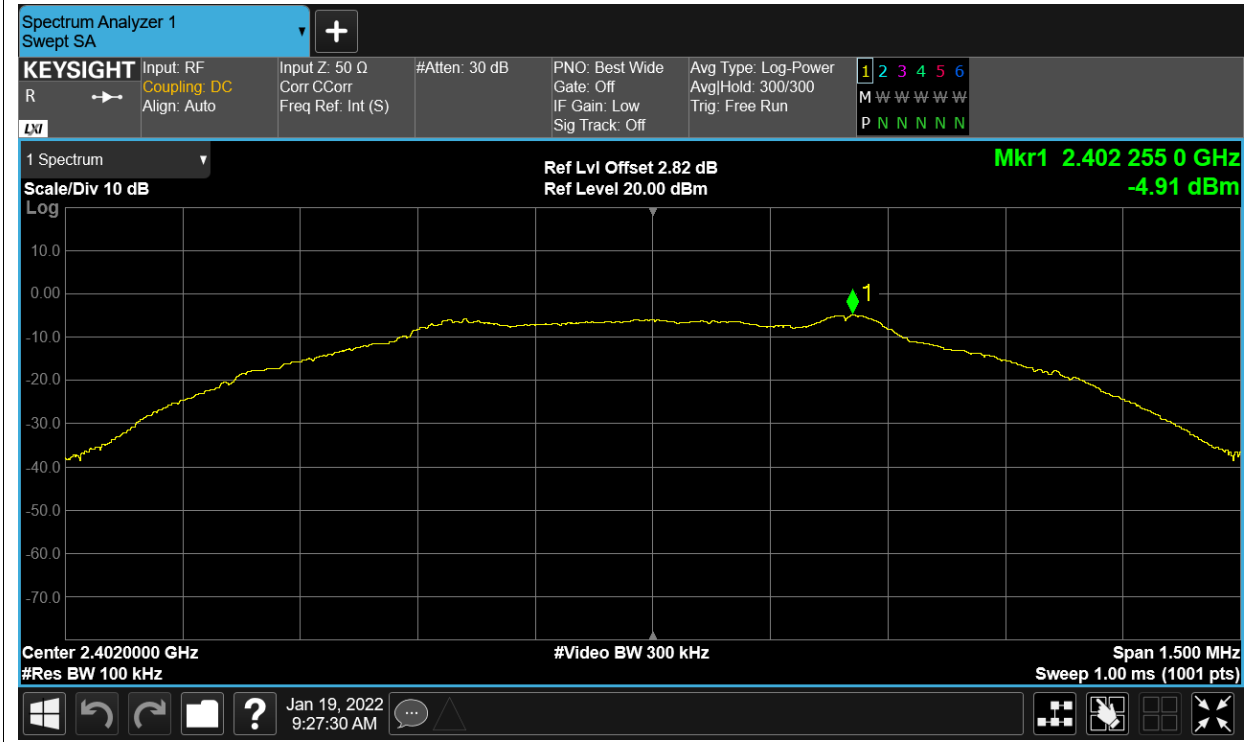 Spectrum Analyzer 1
Swept SA
KEYSIGHT
R
LXI
Input: RF
Coupling: DC
Align: Auto
Input Z: 50 Ω
Corr CCorr
Freq Ref: Int (S)
#Atten: 30 dB
PNO: Best Wide
Gate: Off
IF Gain: Low
Sig Track: Off
Avg Type: Log-Power
Avg|Hold: 300/300
Trig: Free Run
1 2 3 4 5 6
M W W W W W W
P N N N N N N
1 Spectrum
Scale/Div 10 dB
Log
Ref Lvl Offset 2.82 dB
Ref Level 20.00 dBm
Mkr1 2.402 255 0 GHz
-4.91 dBm
10.0
0.00
-10.0
-20.0
-30.0
-40.0
-50.0
-60.0
-70.0
1
Center 2.4020000 GHz
#Video BW 300 kHz
Span 1.500 MHz
#Res BW 100 kHz
Sweep 1.00 ms (1001 pts)
?
Jan 19, 2022
9:27:30 AM